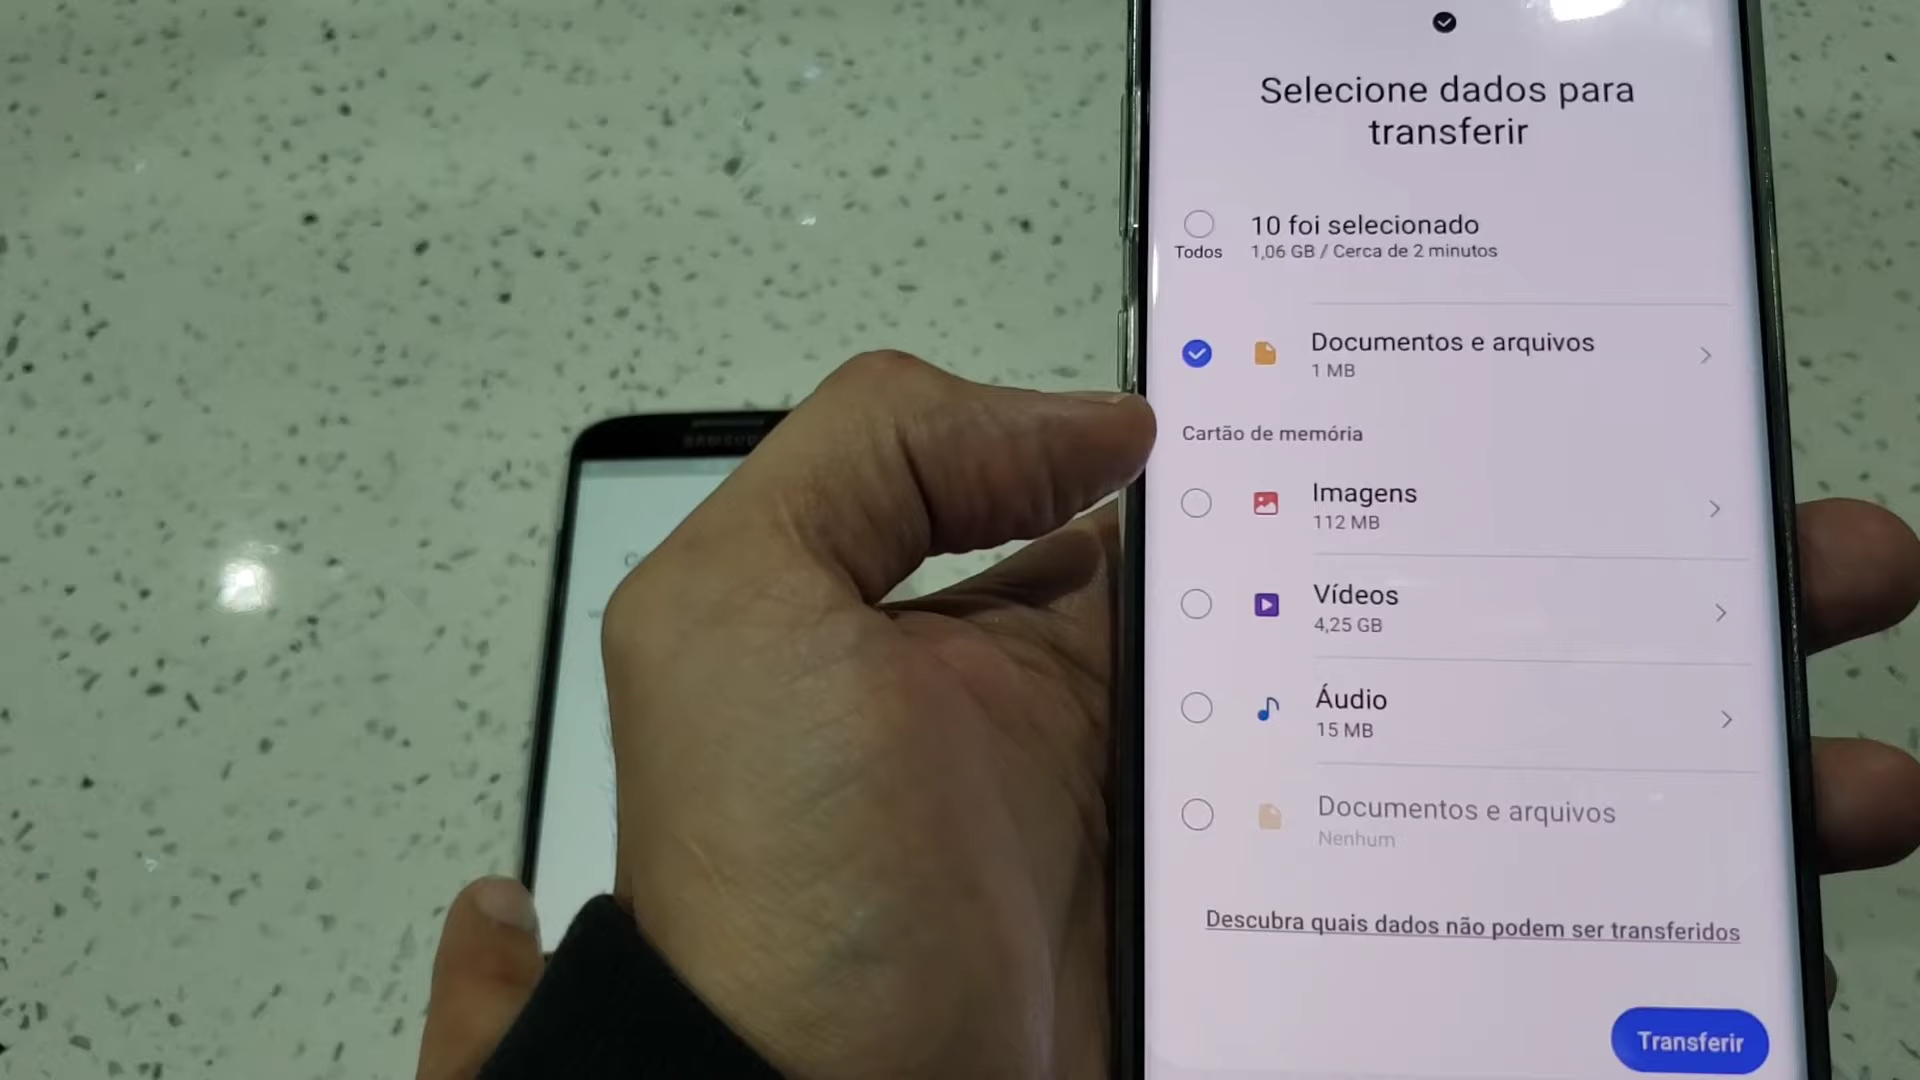 Selecione dados para
transferir
10 foi selecionado
Todos
1,06 GB / Cerca de 2 minutos
Documentos e arquivos
1 MB
Cartão de memória
Imagens
112 MB
Vídeos
4,25 GB
Áudio
15 MB
Documentos e arquivos
Nenhum
Descubra quais dados não podem ser transferidos
Transferir
SAMSUNG